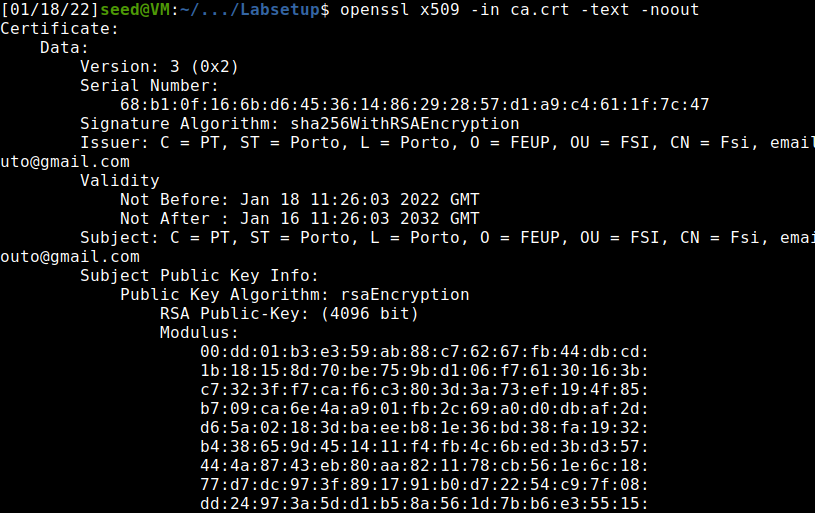 [01/18/22]seed@VM:~/.../Labsetup$ openssl x509 -in ca.crt -text -noout
Certificate:
    Data:
        Version: 3 (0x2)
        Serial Number:
            68:b1:0f:16:6b:d6:45:36:14:86:29:28:57:d1:a9:c4:61:1f:7c:47
        Signature Algorithm: sha256WithRSAEncryption
        Issuer: C = PT, ST = Porto, L = Porto, O = FEUP, OU = FSI, CN = Fsi, email
uto@gmail.com
        Validity
            Not Before: Jan 18 11:26:03 2022 GMT
            Not After : Jan 16 11:26:03 2032 GMT
        Subject: C = PT, ST = Porto, L = Porto, O = FEUP, OU = FSI, CN = Fsi, emai
outo@gmail.com
        Subject Public Key Info:
            Public Key Algorithm: rsaEncryption
                RSA Public-Key: (4096 bit)
                Modulus:
                    00:dd:01:b3:e3:59:ab:88:c7:62:67:fb:44:db:cd:
                    1b:18:15:8d:70:be:75:9b:d1:06:f7:61:30:16:3b:
                    c7:32:3f:f7:ca:f6:c3:80:3d:3a:73:ef:19:4f:85:
                    b7:09:ca:6e:4a:a9:01:fb:2c:69:a0:d0:db:af:2d:
                    d6:5a:02:18:3d:ba:ee:b8:1e:36:bd:38:fa:19:32:
                    b4:38:65:9d:45:14:11:f4:fb:4c:6b:ed:3b:d3:57:
                    44:4a:87:43:eb:80:aa:82:11:78:cb:56:1e:6c:18:
                    77:d7:dc:97:3f:89:17:91:b0:d7:22:54:c9:7f:08:
                    dd:24:97:3a:5d:d1:b5:8a:56:1d:7b:b6:e3:55:15: